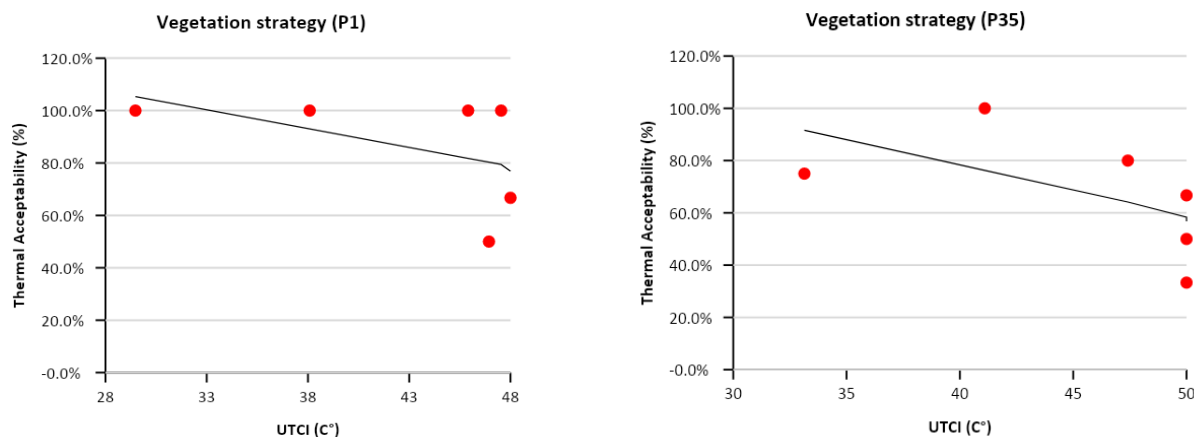 Vegetation strategy (P1)
120.0%
100.0%
80.0%
60.0%
40.0%
20.0%
-0.0%
Thermal Acceptability (%)
28 33 38 43 48
UTCI (C°)
Vegetation strategy (P35)
120.0%
100.0%
80.0%
60.0%
40.0%
20.0%
-0.0%
Thermal Acceptability (%)
30 35 40 45 50
UTCI (C°)